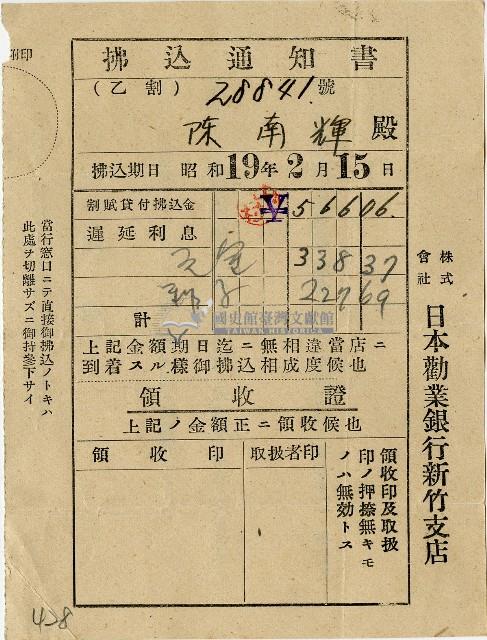 拂込通知書
(乙割) 28841. 號
陳南輝 殿
拂込期日 昭和19年2月15日
割賦貸付拂込金 ¥ 56606.
遲延利息
元金 33837
利子 22769
計
國史館臺灣文獻館
TAIWAN HISTORICA
上記金額期日迄ニ無相違當店ニ
到着スル樣御拂込相成度候也
領收證
上記ノ金額正ニ領收候也
領收印
取扱者印
領收印及取扱
印ノ押捺無キモ
ノハ無効トス
株式會社 日本勸業銀行新竹支店
當行窓口ニテ直接御拂込ノトキハ
此處ヲ切離サズニ御持參下サイ
428